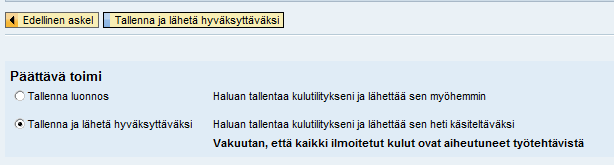 Edellinen askel Tallenna ja lähetä hyväksyttäväksi
Päättävä toimi
Tallenna luonnos Haluan tallentaa kulutilitykseni ja lähettää sen myöhemmin
Tallenna ja lähetä hyväksyttäväksi Haluan tallentaa kulutilitykseni ja lähettää sen heti käsiteltäväksi
Vakuutan, että kaikki ilmoitetut kulut ovat aiheutuneet työtehtävistä